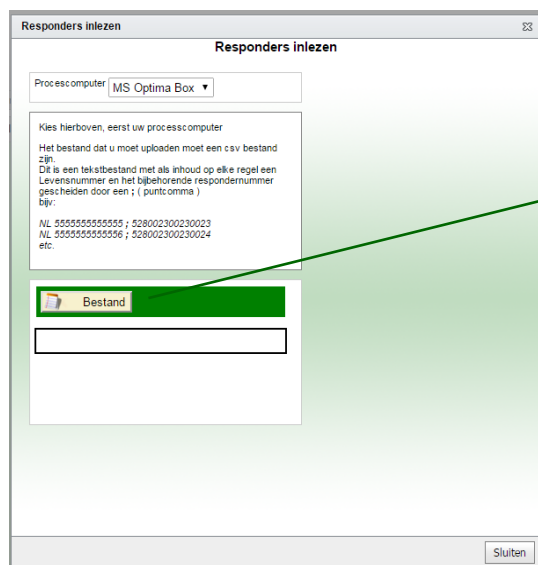 Responders inlezen
Responders inlezen
Procescomputer MS Optima Box
Kies hierboven, eerst uw processcomputer
Het bestand dat u moet uploaden moet een csv bestand
zijn.
Dit is een tekstbestand met als inhoud op elke regel een
Levensnummer en het bijbehorende respondernummer
gescheiden door een ; ( puntcomma )
bijv:
NL 5555555555555 ; 528002300230023
NL 5555555555556 ; 528002300230024
etc.
Bestand
Sluiten